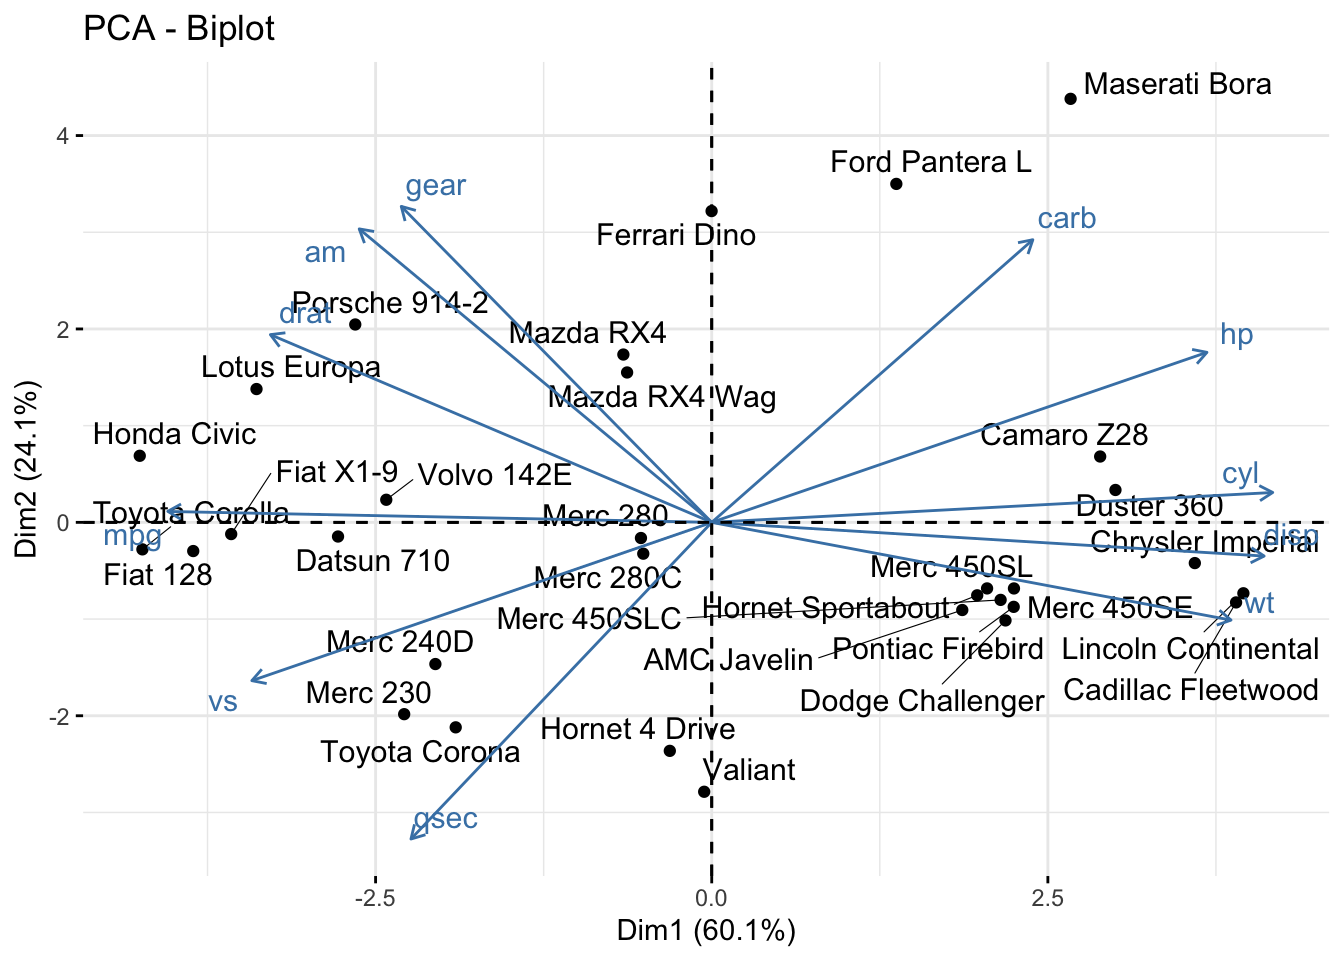 PCA - Biplot
Maserati Bora
4
Ford Pantera L
gear
carb
Ferrari Dino
am
Porsche 914-2
drat
Mazda RX4
hp
2
Lotus Europa
Mazda RX4 Wag
Honda Civic
Camaro Z28
Fiat X1-9
Volvo 142E
cyl
Toyota Corolla
Merc 280
Duster 360
0
mpg
disp
Chrysler Imperial
Datsun 710
Fiat 128
Merc 280C
Merc 450SL
Merc 450SLC
Hornet Sportabout
Merc 450SE
wt
Merc 240D
AMC Javelin
Pontiac Firebird
Lincoln Continental
Merc 230
vs
Dodge Challenger
Cadillac Fleetwood
-2
Hornet 4 Drive
Toyota Corona
Valiant
qsec
-2.5
0.0
2.5
Dim1 (60.1%)
Dim2 (24.1%)